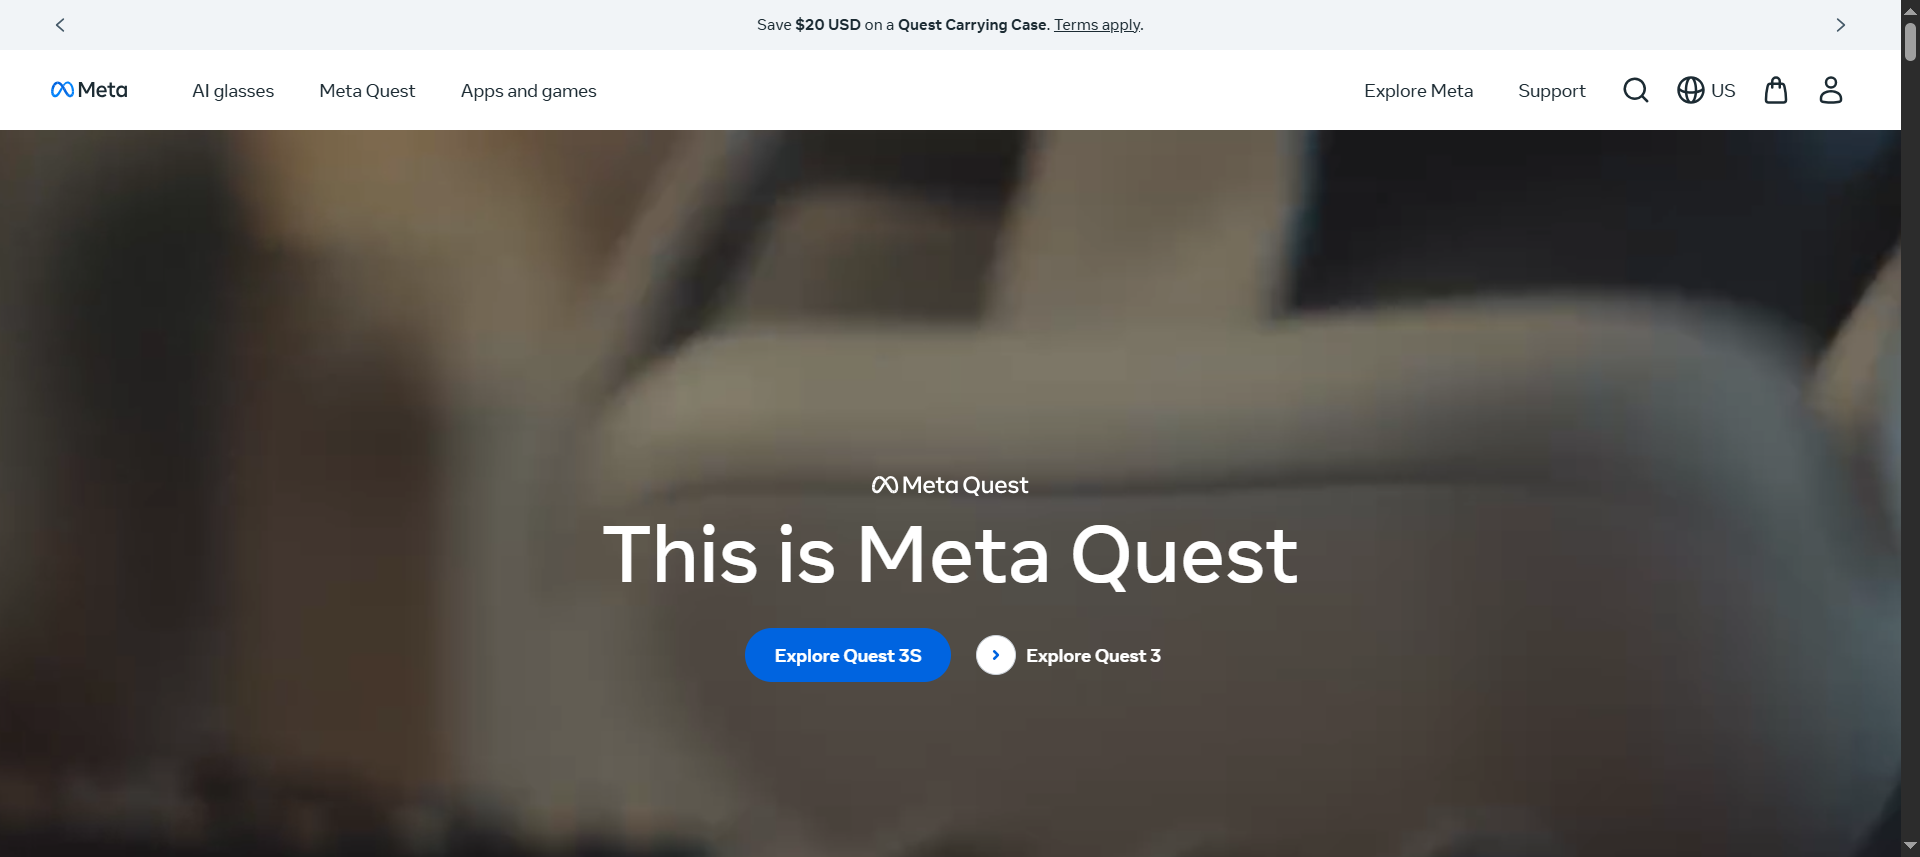 Save $20 USD on a Quest Carrying Case. Terms apply.
Meta
AI glasses
Meta Quest
Apps and games
Explore Meta
Support
US
Meta Quest
This is Meta Quest
Explore Quest 3S
Explore Quest 3